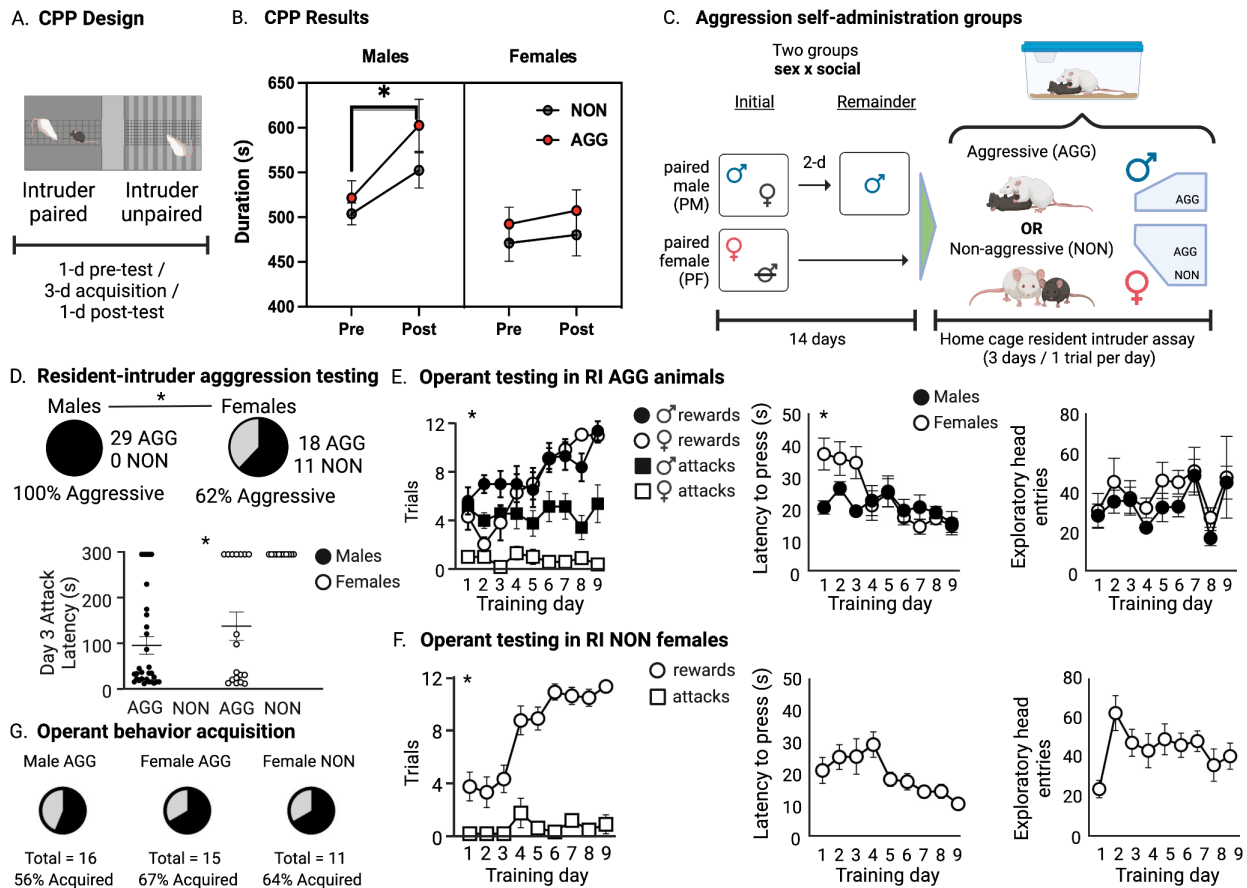 A. CPP Design
Intruder paired
Intruder unpaired
1-d pre-test /
3-d acquisition /
1-d post-test
B. CPP Results
Males
Females
Duration (s)
650
600
550
500
450
400
*
NON
AGG
Pre
Post
Pre
Post
C. Aggression self-administration groups
Two groups
sex x social
Initial
Remainder
paired
male
(PM)
♂
♀
2-d
♂
paired
female
(PF)
♀
14 days
Aggressive (AGG)
OR
Non-aggressive (NON)
♂
AGG
AGG
NON
♀
Home cage resident intruder assay
(3 days / 1 trial per day)
D. Resident-intruder agggression testing
Males
*
Females
29 AGG
0 NON
18 AGG
11 NON
100% Aggressive
62% Aggressive
Day 3 Attack
Latency (s)
300
200
100
0
*
Males
Females
AGG
NON
AGG
NON
E. Operant testing in RI AGG animals
Trials
12
8
4
0
*
♂ rewards
♀ rewards
♂ attacks
♀ attacks
1 2 3 4 5 6 7 8 9
Training day
Latency to press (s)
50
40
30
20
10
0
*
Males
Females
1 2 3 4 5 6 7 8 9
Training day
Exploratory head
entries
80
60
40
20
0
1 2 3 4 5 6 7 8 9
Training day
F. Operant testing in RI NON females
Trials
12
8
4
0
*
rewards
attacks
1 2 3 4 5 6 7 8 9
Training day
Latency to press (s)
50
40
30
20
10
0
1 2 3 4 5 6 7 8 9
Training day
Exploratory head
entries
80
60
40
20
0
1 2 3 4 5 6 7 8 9
Training day
G. Operant behavior acquisition
Male AGG
Female AGG
Female NON
Total = 16
56% Acquired
Total = 15
67% Acquired
Total = 11
64% Acquired